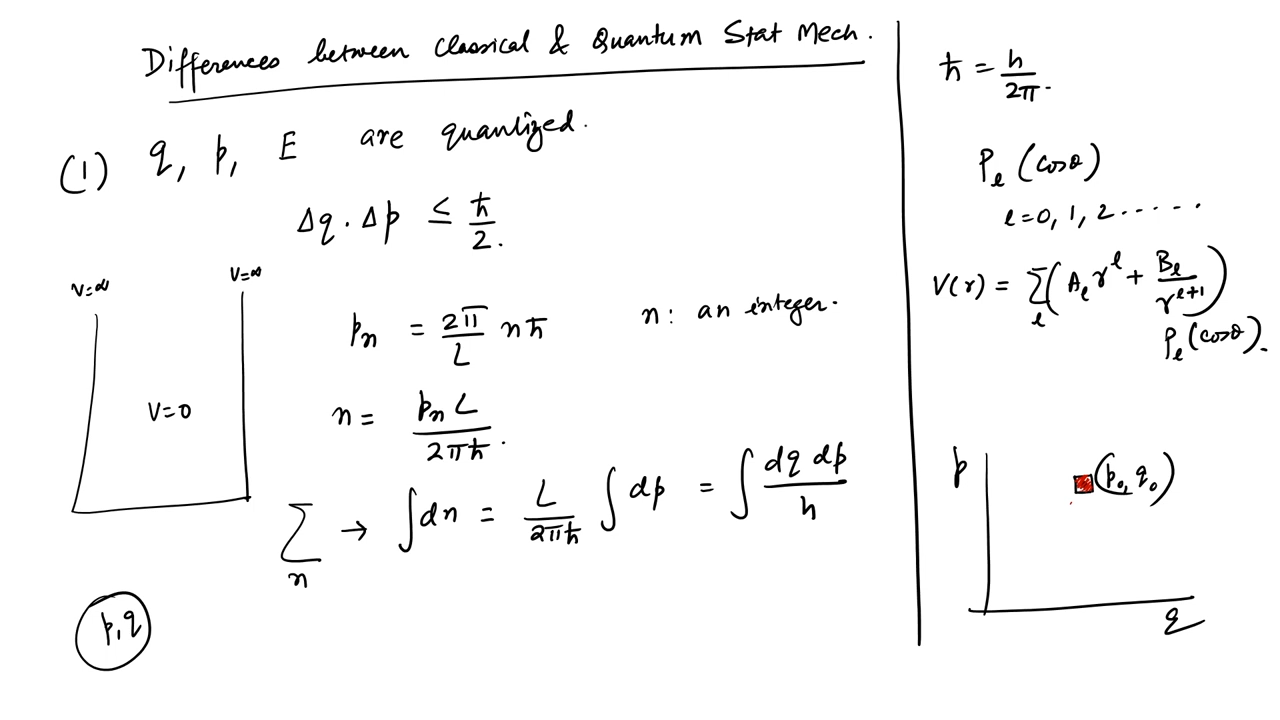 Differences between Classical & Quantum Stat Mech.
(1) q, p, E are quantized.
Δq . Δp ≤ ℏ/2.
V=∞ V=∞
V=0
p_n = 2π/L nℏ n: an integer.
n = p_n L / 2πℏ.
∑_n → ∫dn = L/2πℏ ∫dp = ∫ dq dp / h
p, q
ℏ = h/2π.
P_ℓ (cosθ)
ℓ=0, 1, 2 . . . . .
V(r) = ∑_ℓ (A_ℓ r^ℓ + B_ℓ / r^{ℓ+1})
P_ℓ (cosθ).
p
(p_0, q_0)
q